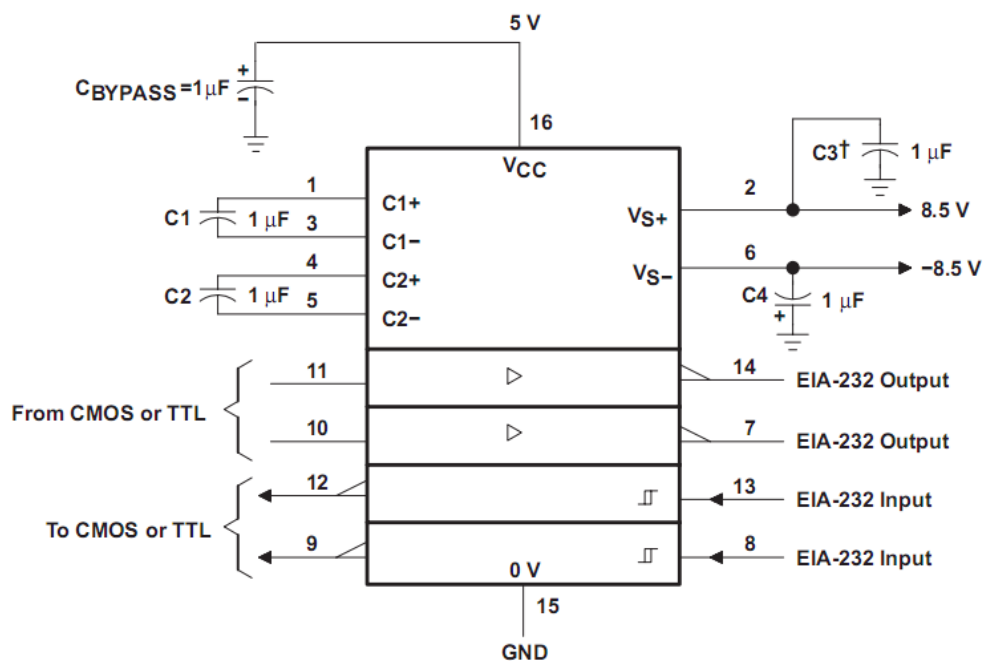 5 V
CBYPASS=1μF
+
−
16
VCC
C3†
1 μF
1
C1+
2
VS+
8.5 V
C1
1 μF
3
C1−
4
C2+
6
VS−
−8.5 V
C2
1 μF
5
C2−
C4
+
1 μF
11
14
EIA-232 Output
From CMOS or TTL
10
7
EIA-232 Output
12
13
EIA-232 Input
To CMOS or TTL
9
8
EIA-232 Input
0 V
15
GND